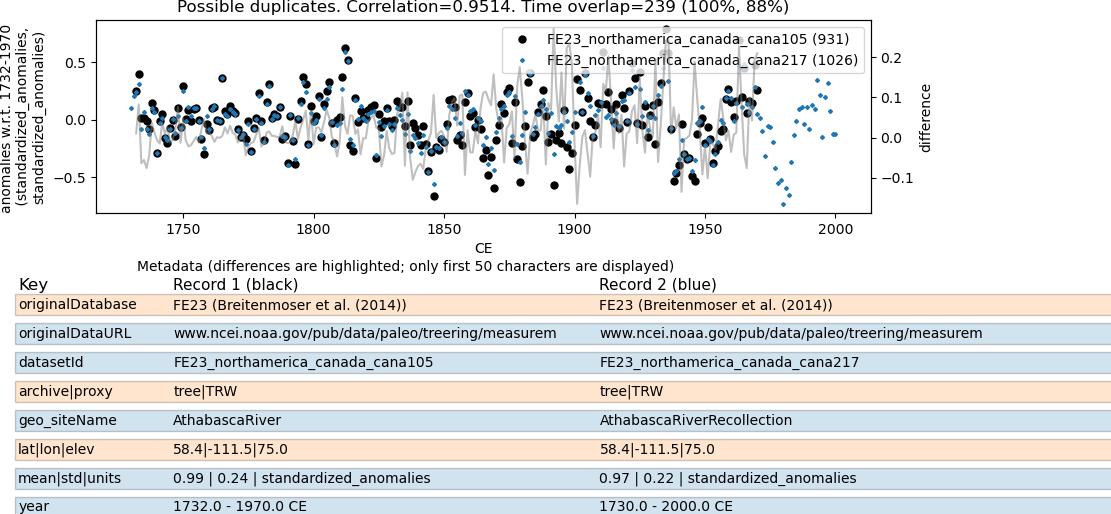 Possible duplicates. Correlation=0.9514. Time overlap=239 (100%, 88%)
anomalies w.r.t. 1732-1970
(standardized_anomalies,
standardized_anomalies)
0.5
0.0
−0.5
FE23_northamerica_canada_cana105 (931)
FE23_northamerica_canada_cana217 (1026)
0.2
0.1
0.0
−0.1
difference
1750 1800 1850 1900 1950 2000
CE
Metadata (differences are highlighted; only first 50 characters are displayed)
Key Record 1 (black) Record 2 (blue)
originalDatabase FE23 (Breitenmoser et al. (2014)) FE23 (Breitenmoser et al. (2014))
originalDataURL www.ncei.noaa.gov/pub/data/paleo/treering/measurem www.ncei.noaa.gov/pub/data/paleo/treering/measurem
datasetId FE23_northamerica_canada_cana105 FE23_northamerica_canada_cana217
archive|proxy tree|TRW tree|TRW
geo_siteName AthabascaRiver AthabascaRiverRecollection
lat|lon|elev 58.4|-111.5|75.0 58.4|-111.5|75.0
mean|std|units 0.99 | 0.24 | standardized_anomalies 0.97 | 0.22 | standardized_anomalies
year 1732.0 - 1970.0 CE 1730.0 - 2000.0 CE